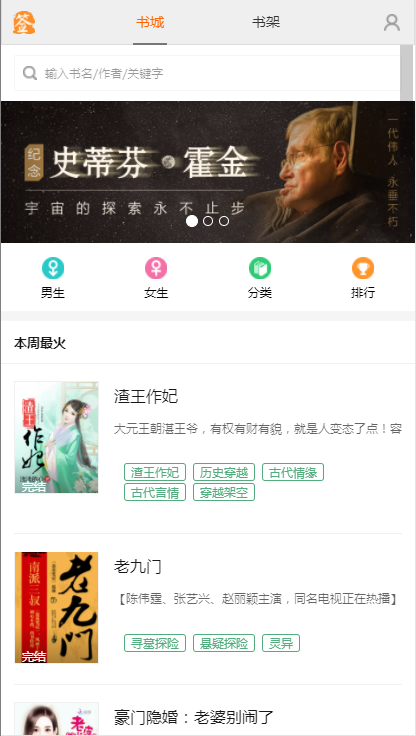 签
书城
书架
输入书名/作者/关键字
纪念
史蒂芬·霍金
宇宙的探索永不止步
一代伟人 永垂不朽
男生
女生
分类
排行
本周最火
渣王作妃
完结
渣王作妃
大元王朝湛王爷，有权有财有貌，就是人变态了点！容
渣王作妃 历史穿越 古代情缘
古代言情 穿越架空
南派三叔
老九门
完结
老九门
【陈伟霆、张艺兴、赵丽颖主演，同名电视正在热播】
寻墓探险 悬疑探险 灵异
老婆
豪门隐婚：老婆别闹了